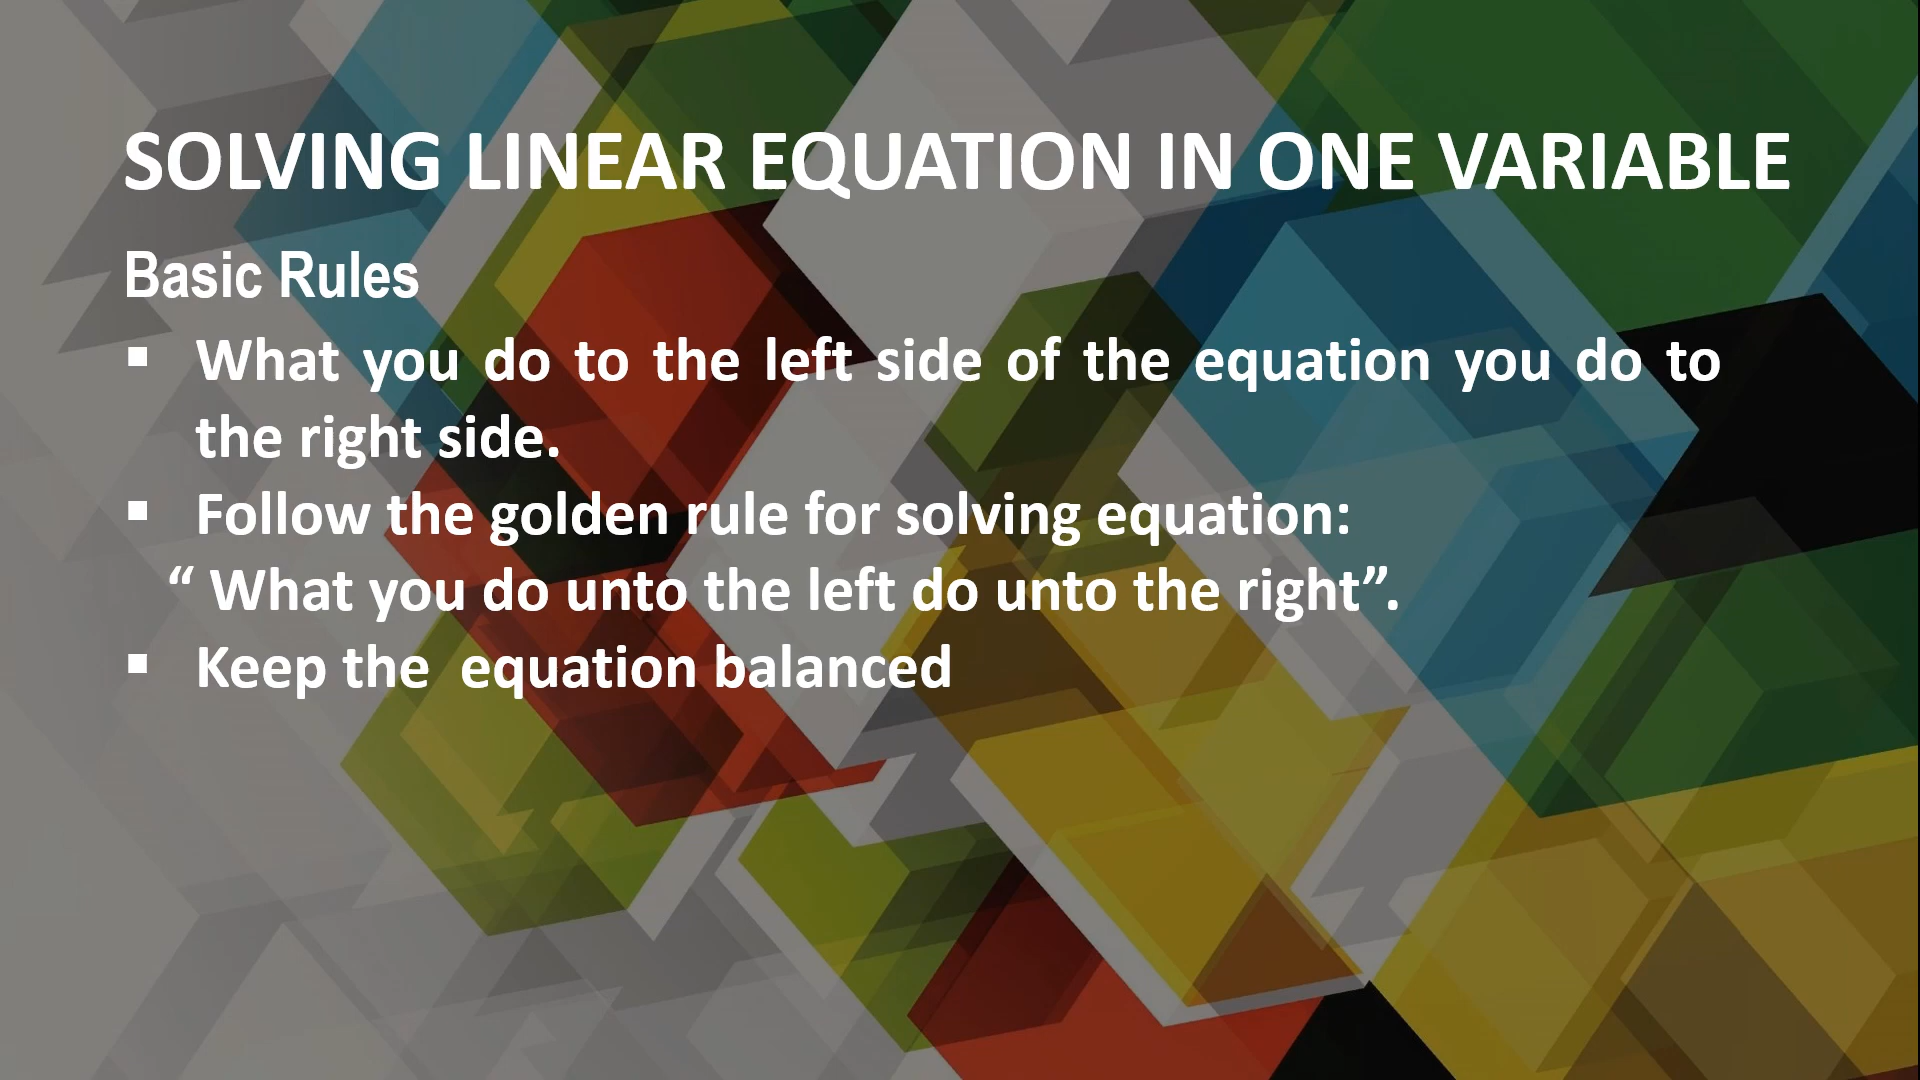 SOLVING LINEAR EQUATION IN ONE VARIABLE
Basic Rules
▪ What you do to the left side of the equation you do to
the right side.
▪ Follow the golden rule for solving equation:
“ What you do unto the left do unto the right”.
▪ Keep the  equation balanced